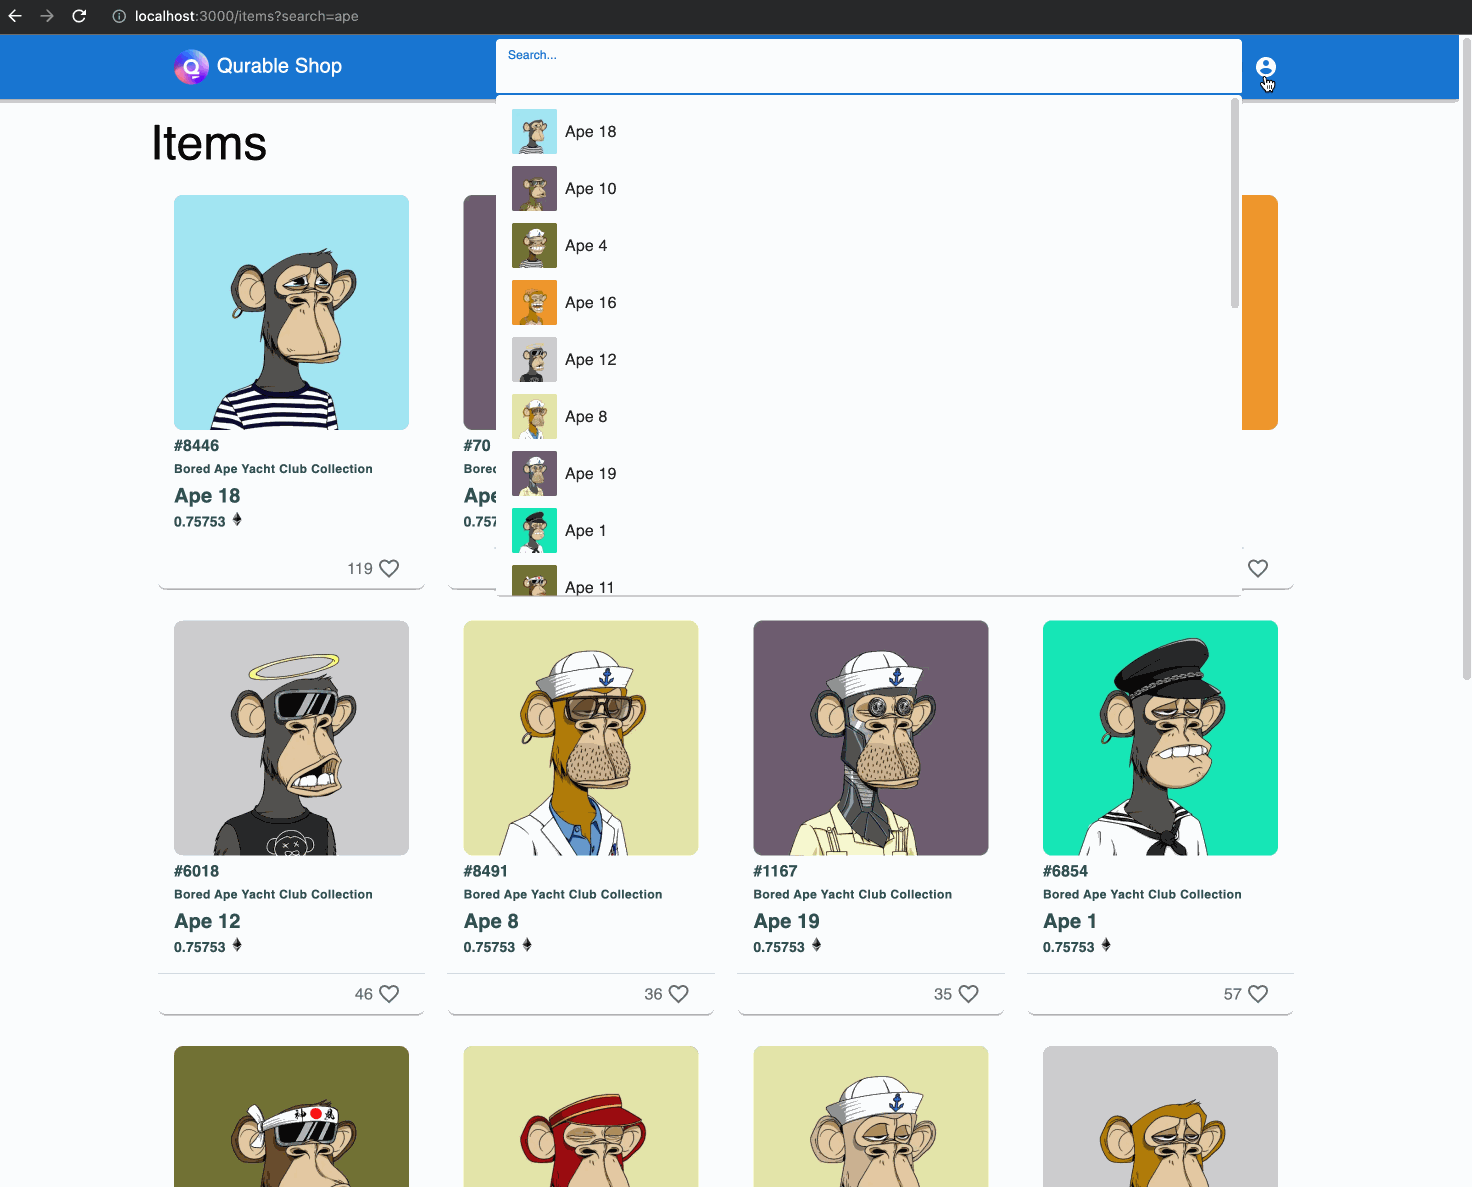 localhost:3000/items?search=ape
Qurable Shop
Search...
Items
Ape 18
Ape 10
Ape 4
Ape 16
Ape 12
Ape 8
Ape 19
Ape 1
Ape 11
#8446
Bored Ape Yacht Club Collection
Ape 18
0.75753
119
#70
Bore
Ape
0.757
#6018
Bored Ape Yacht Club Collection
Ape 12
0.75753
46
#8491
Bored Ape Yacht Club Collection
Ape 8
0.75753
36
#1167
Bored Ape Yacht Club Collection
Ape 19
0.75753
35
#6854
Bored Ape Yacht Club Collection
Ape 1
0.75753
57